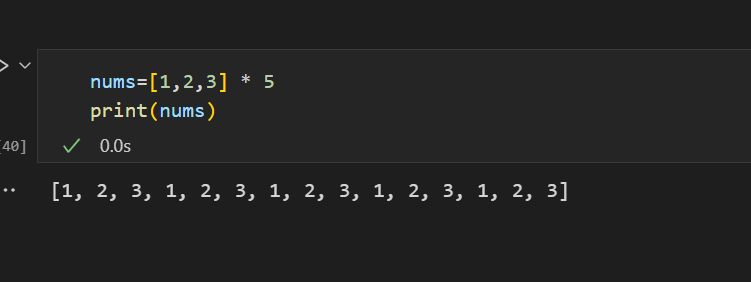 nums=[1,2,3] * 5
print(nums)
[40]
0.0s
[1, 2, 3, 1, 2, 3, 1, 2, 3, 1, 2, 3, 1, 2, 3]